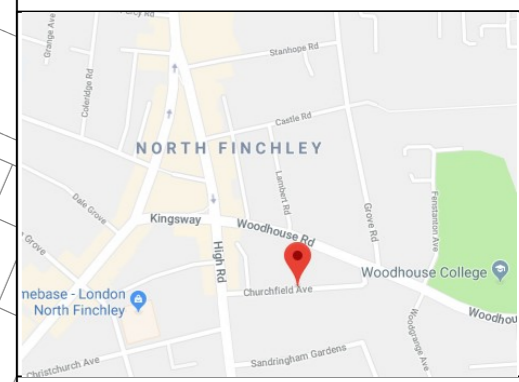 Grange Ave
Coleridge Rd
Stanhope Rd
Castle Rd
NORTH FINCHLEY
Lambert Rd
Dale Grove
Grove
Kingsway
High Rd
Woodhouse Rd
Grove Rd
Fenstanton Ave
Woodhouse College
nebase - London
North Finchley
Churchfield Ave
Woodgrange Ave
Woodhou
Christchurch Ave
Sandringham Gardens